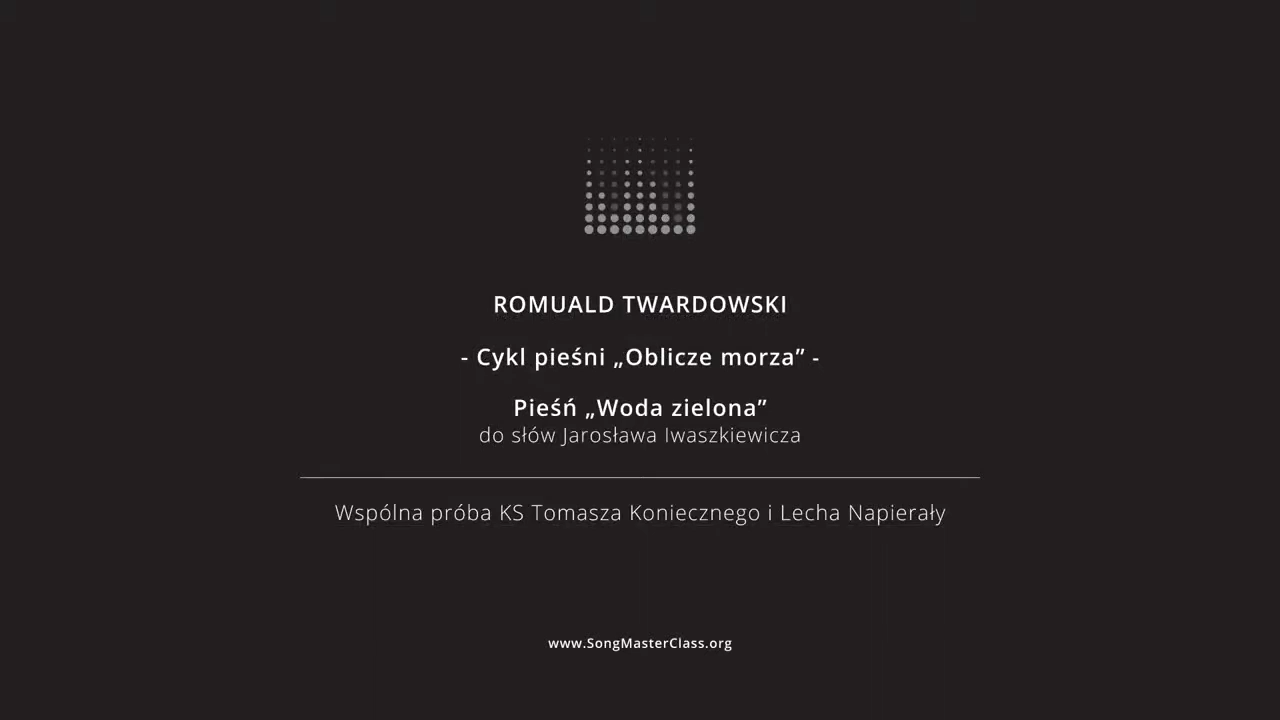 ROMUALD TWARDOWSKI
- Cykl pieśni „Oblicze morza” -
Pieśń „Woda zielona”
do słów Jarosława Iwaszkiewicza
Wspólna próba KS Tomasza Koniecznego i Lecha Napierały
www.SongMasterClass.org